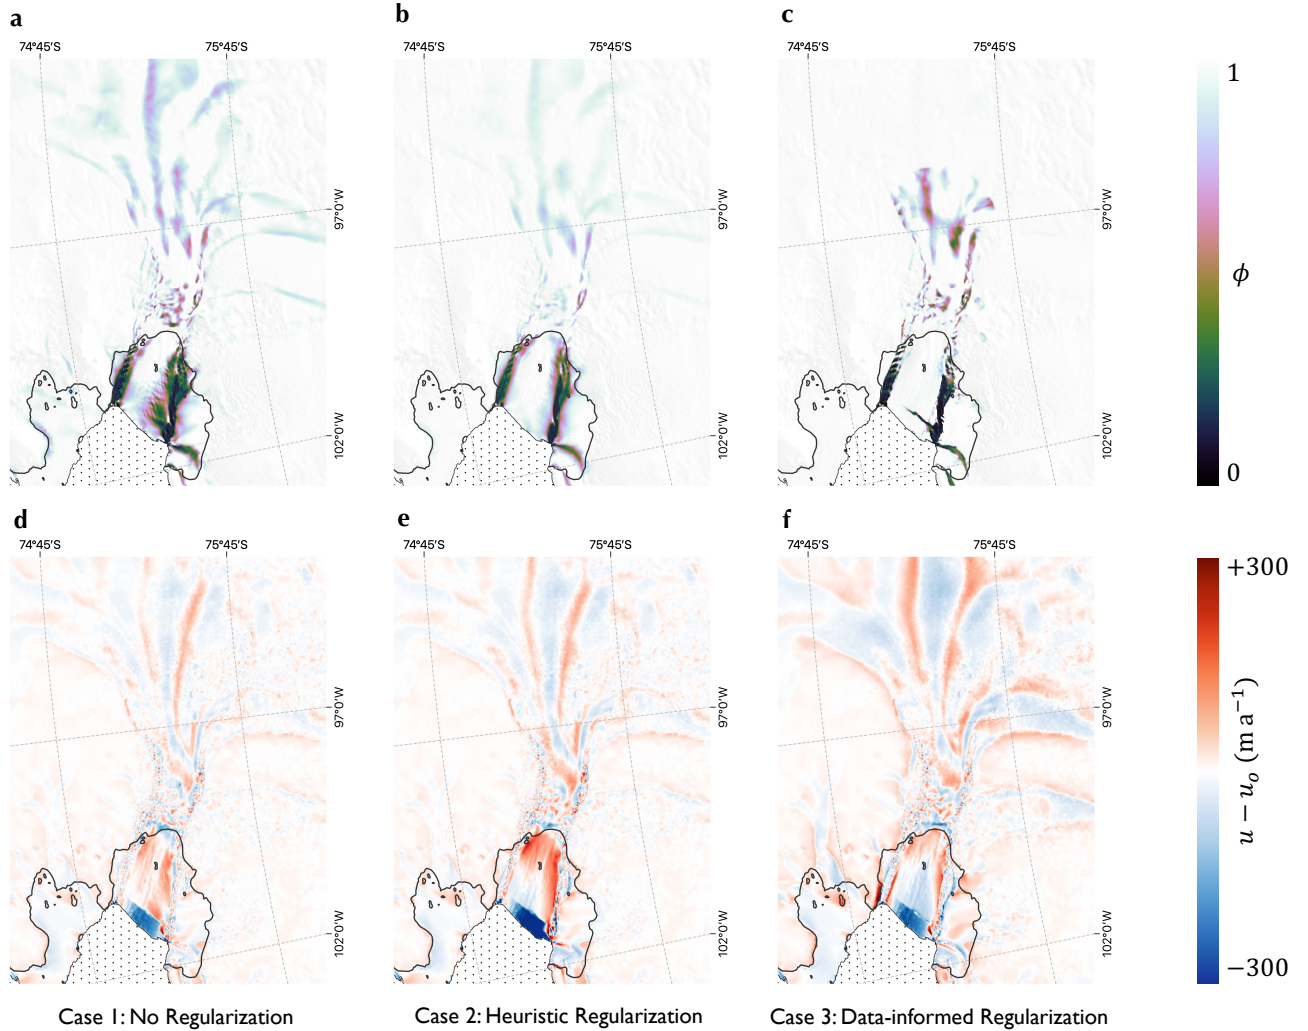 a
b
c
74°45'S 75°45'S
74°45'S 75°45'S
74°45'S 75°45'S
1
97°0'W
97°0'W
97°0'W
ϕ
102°0'W
102°0'W
102°0'W
0
d
e
f
74°45'S 75°45'S
74°45'S 75°45'S
74°45'S 75°45'S
+300
97°0'W
97°0'W
97°0'W
u − uₒ (m a⁻¹)
102°0'W
102°0'W
102°0'W
−300
Case 1: No Regularization
Case 2: Heuristic Regularization
Case 3: Data-informed Regularization